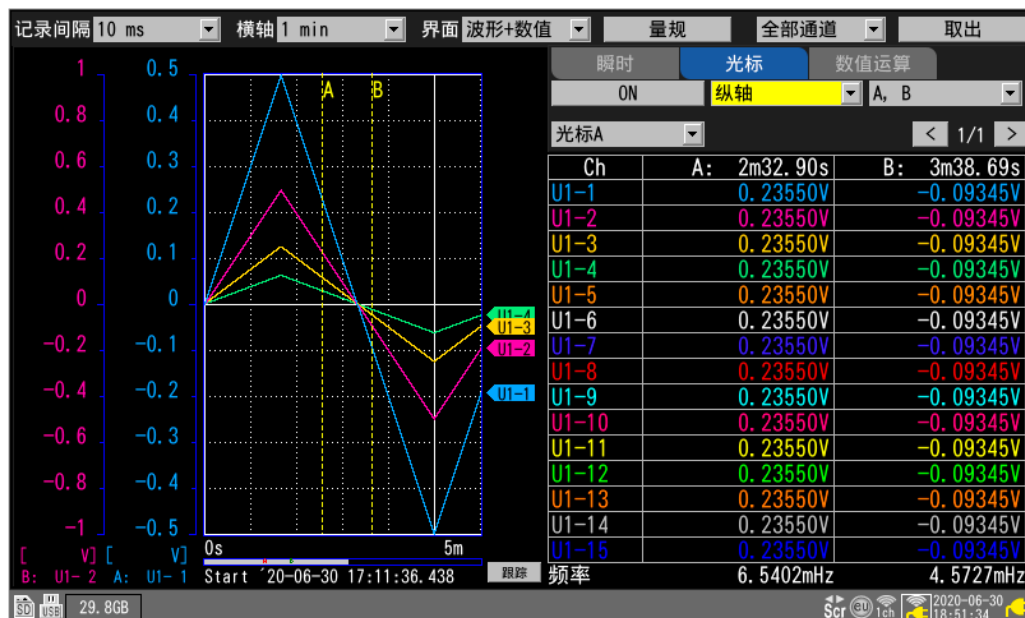 记录间隔 10 ms 横轴 1 min 界面 波形+数值 量规 全部通道 取出
瞬时 光标 数值运算
ON 纵轴 A, B
光标A < 1/1 >
1 0.5
0.8 0.4
0.6 0.3
0.4 0.2
0.2 0.1
0 0
-0.2 -0.1
-0.4 -0.2
-0.6 -0.3
-0.8 -0.4
-1 -0.5
[ V] [ V]
B: U1- 2 A: U1- 1
A B
U1-4
U1-3
U1-2
U1-1
0s 5m
Start ´20-06-30 17:11:36.438 跟踪
Ch A: 2m32.90s B: 3m38.69s
U1-1 0.23550V -0.09345V
U1-2 0.23550V -0.09345V
U1-3 0.23550V -0.09345V
U1-4 0.23550V -0.09345V
U1-5 0.23550V -0.09345V
U1-6 0.23550V -0.09345V
U1-7 0.23550V -0.09345V
U1-8 0.23550V -0.09345V
U1-9 0.23550V -0.09345V
U1-10 0.23550V -0.09345V
U1-11 0.23550V -0.09345V
U1-12 0.23550V -0.09345V
U1-13 0.23550V -0.09345V
U1-14 0.23550V -0.09345V
U1-15 0.23550V -0.09345V
频率 6.5402mHz 4.5727mHz
SD USB 29.8GB Scr eu 1ch 2020-06-30
18:51:34